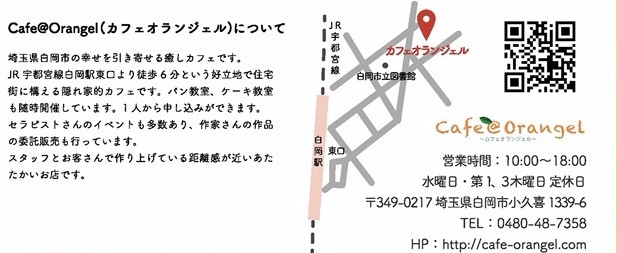 Cafe@Orangel(カフェオランジェル)について
埼玉県白岡市の幸せを引き寄せる癒しカフェです。
JR 宇都宮線白岡駅東口より徒歩６分という好立地で住宅
街に構える隠れ家的カフェです。パン教室、ケーキ教室
も随時開催しています。１人から申し込みができます。
セラピストさんのイベントも多数あり、作家さんの作品
の委託販売も行っています。
スタッフとお客さんで作り上げている距離感が近いあた
たかいお店です。
JR宇都宮線
カフェオランジェル
白岡市立図書館
白岡駅
東口
Cafe@Orangel
～カフェオランジェル～
営業時間：10:00～18:00
水曜日・第1、3木曜日 定休日
〒349-0217 埼玉県白岡市小久喜 1339-6
TEL：0480-48-7358
HP：http://cafe-orangel.com